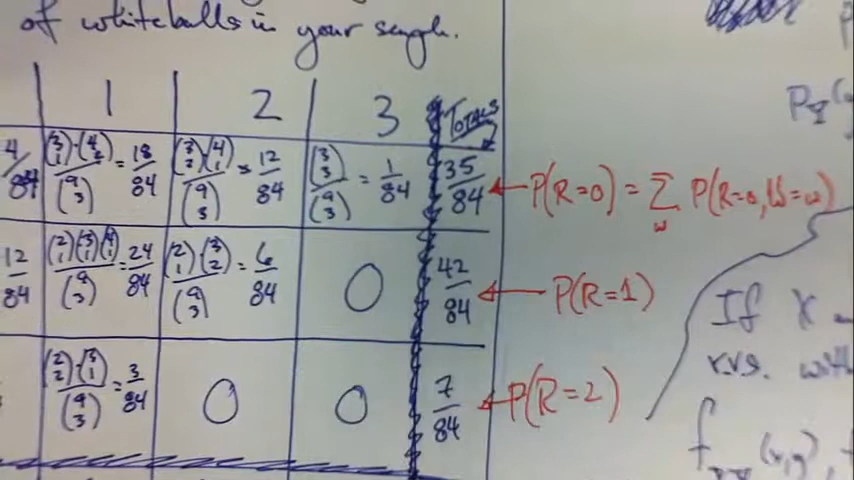 of white balls in your sample.
1 2 3 TOTALS
4/84 (3 1)·(4 2)/(9 3) = 18/84 (3 2)·(4 1)/(9 3) = 12/84 (3 3)/(9 3) = 1/84 35/84 ← P(R=0) = Σ_w P(R=0, W=w)
12/84 (2 1)(3 1)(4 1)/(9 3) = 24/84 (2 1)·(3 2)/(9 3) = 6/84 0 42/84 ← P(R=1)
(2 2)·(3 1)/(9 3) = 3/84 0 0 7/84 ← P(R=2)
P_Y(
If X
r.v.s. with
f_XY(x,y),